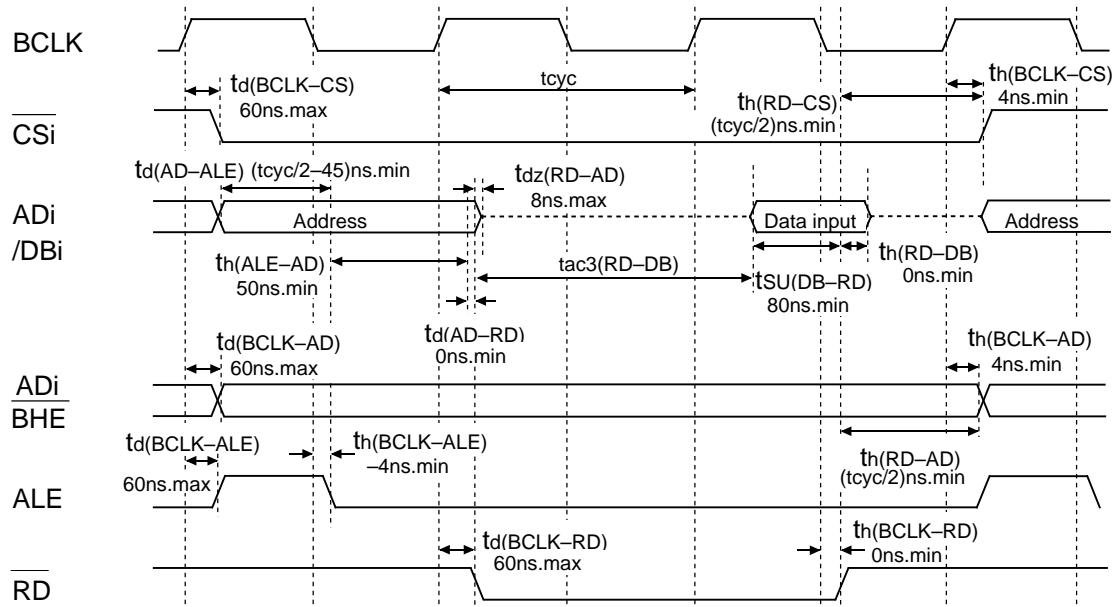 BCLK
td(BCLK–CS)
60ns.max
tcyc
th(RD–CS)
(tcyc/2)ns.min
th(BCLK–CS)
4ns.min
CSi
td(AD–ALE) (tcyc/2–45)ns.min
tdz(RD–AD)
8ns.max
ADi
/DBi
Address
Data input
Address
th(ALE–AD)
50ns.min
tac3(RD–DB)
tSU(DB–RD)
80ns.min
th(RD–DB)
0ns.min
td(AD–RD)
0ns.min
td(BCLK–AD)
60ns.max
th(BCLK–AD)
4ns.min
ADi
BHE
td(BCLK–ALE)
60ns.max
th(BCLK–ALE)
–4ns.min
th(RD–AD)
(tcyc/2)ns.min
ALE
td(BCLK–RD)
60ns.max
th(BCLK–RD)
0ns.min
RD